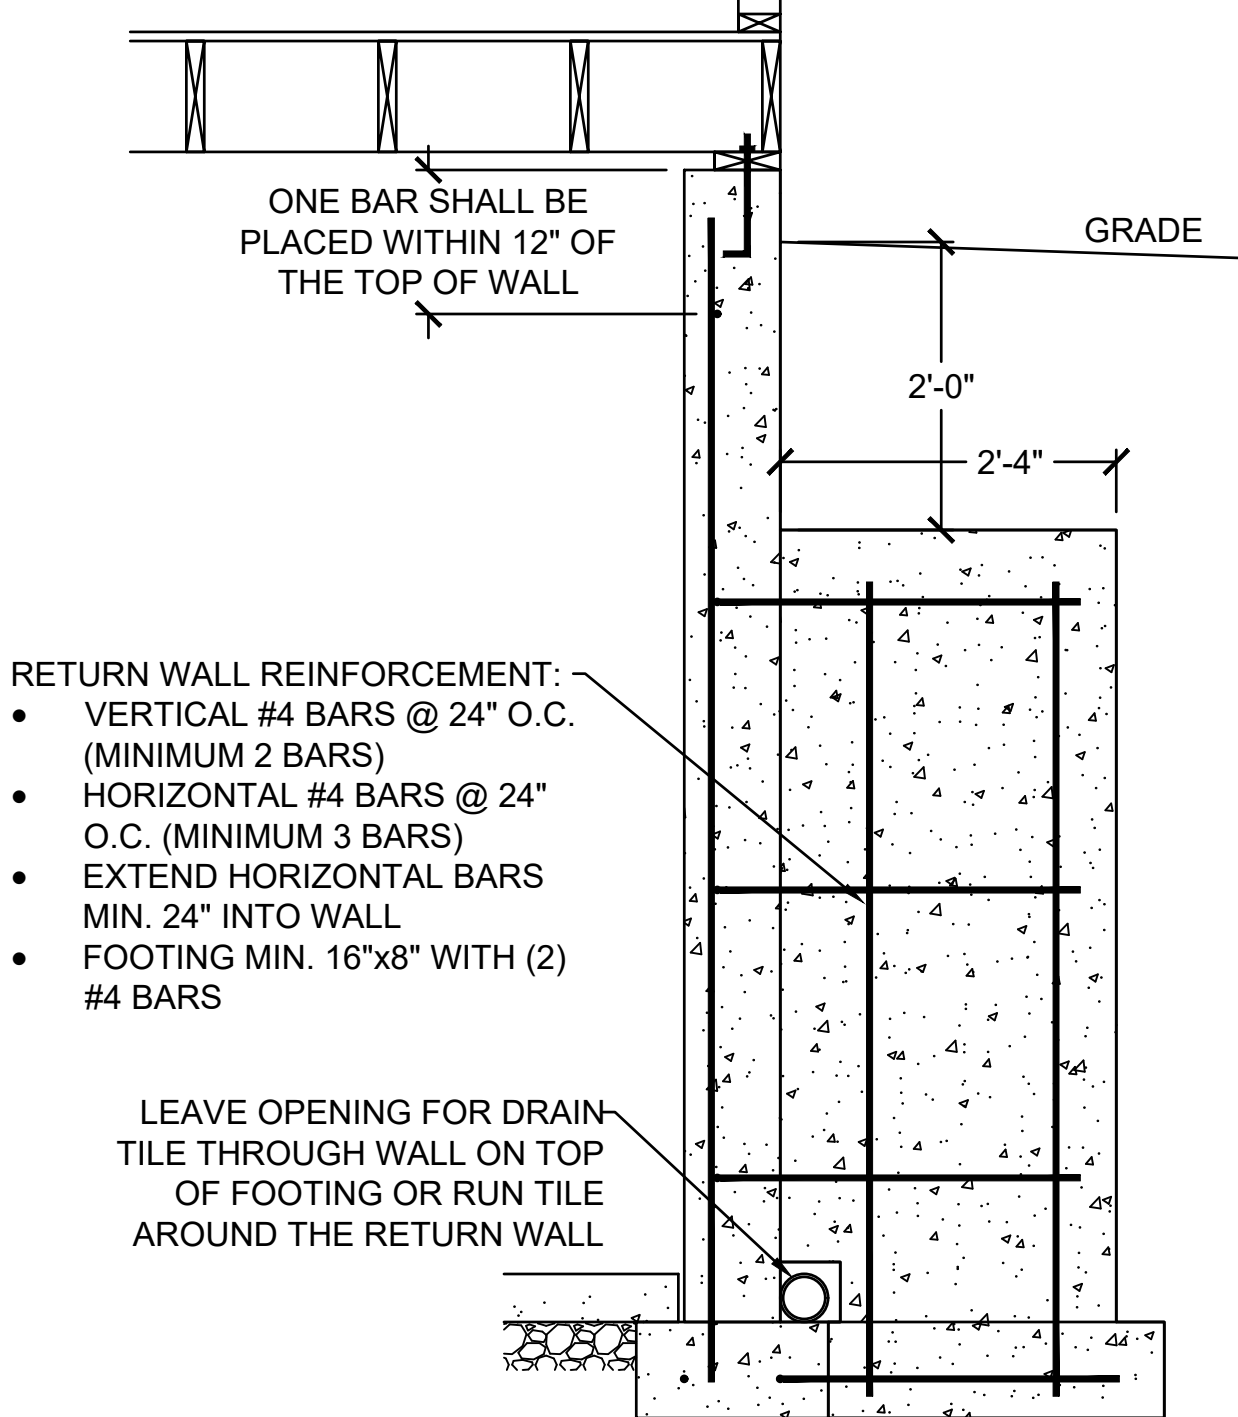 ONE BAR SHALL BE
PLACED WITHIN 12" OF
THE TOP OF WALL
GRADE
2'-0"
2'-4"
RETURN WALL REINFORCEMENT:
• VERTICAL #4 BARS @ 24" O.C.
(MINIMUM 2 BARS)
• HORIZONTAL #4 BARS @ 24"
O.C. (MINIMUM 3 BARS)
• EXTEND HORIZONTAL BARS
MIN. 24" INTO WALL
• FOOTING MIN. 16"x8" WITH (2)
#4 BARS
LEAVE OPENING FOR DRAIN
TILE THROUGH WALL ON TOP
OF FOOTING OR RUN TILE
AROUND THE RETURN WALL